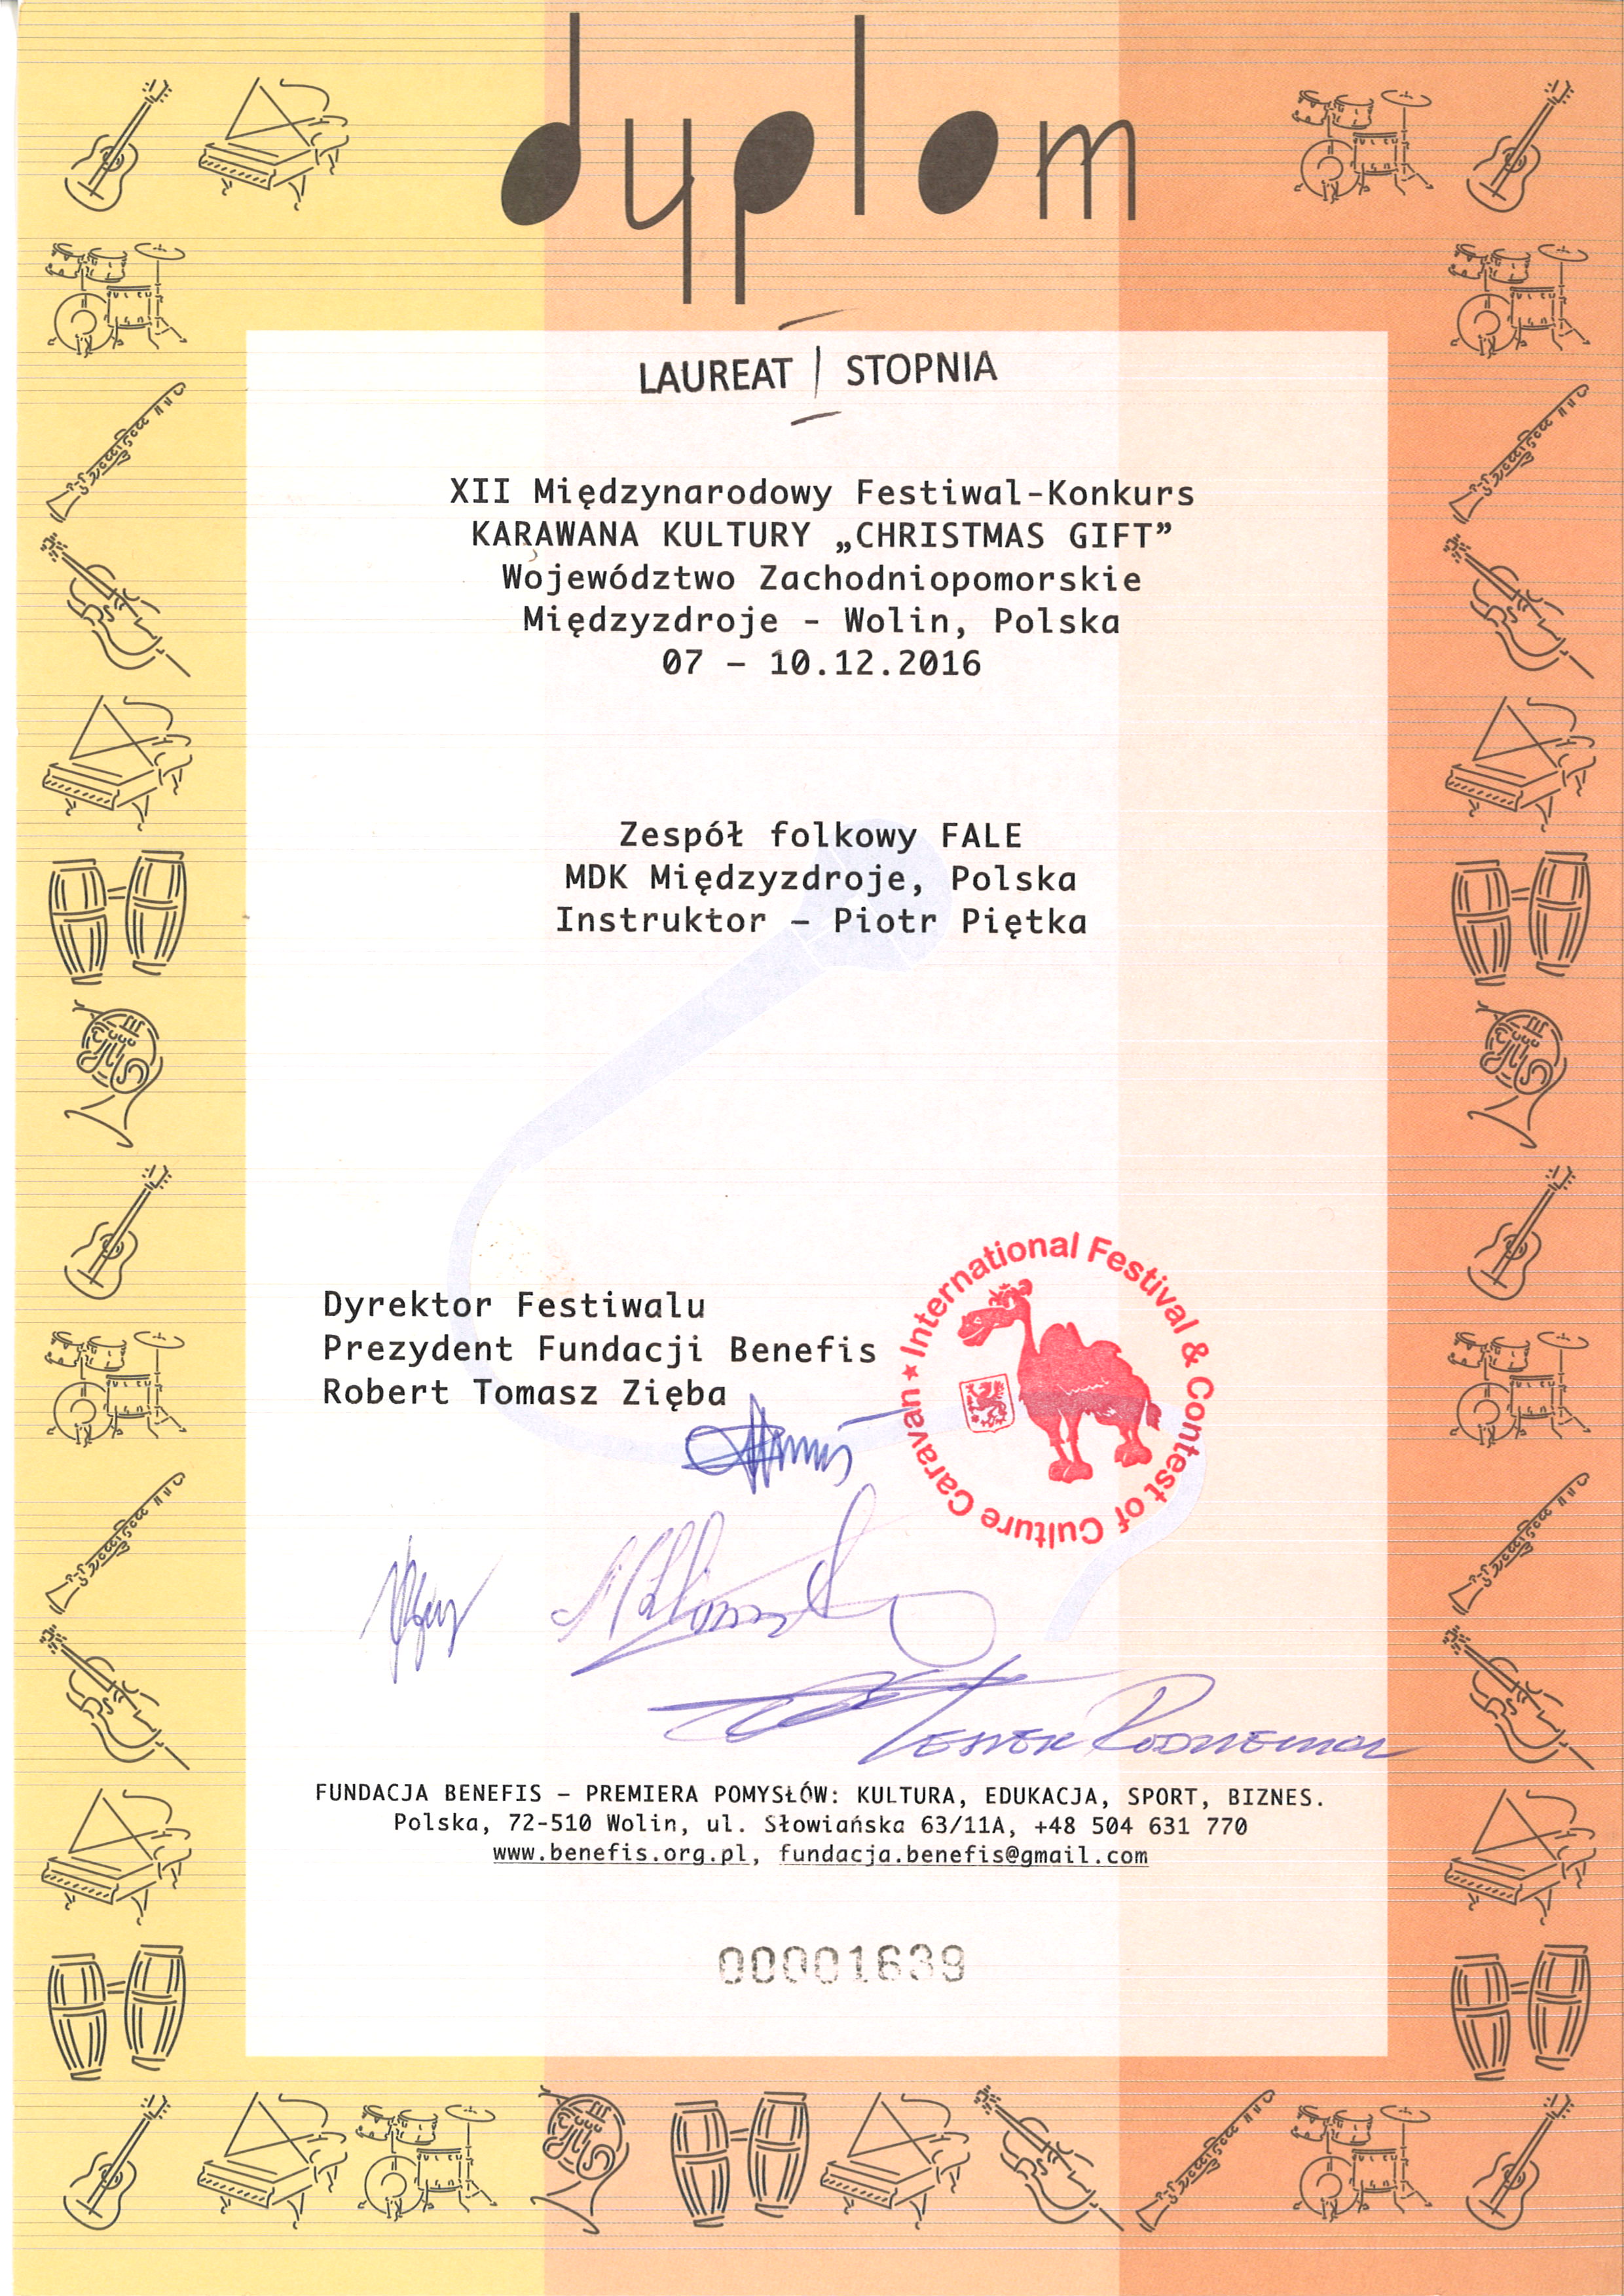 dyplom
LAUREAT I STOPNIA
XII Międzynarodowy Festiwal-Konkurs
KARAWANA KULTURY „CHRISTMAS GIFT”
Województwo Zachodniopomorskie
Międzyzdroje - Wolin, Polska
07 – 10.12.2016
Zespół folkowy FALE
MDK Międzyzdroje, Polska
Instruktor – Piotr Piętka
International Festival & Contest of Culture Caravan ★
Dyrektor Festiwalu
Prezydent Fundacji Benefis
Robert Tomasz Zięba
FUNDACJA BENEFIS – PREMIERA POMYSŁÓW: KULTURA, EDUKACJA, SPORT, BIZNES.
Polska, 72-510 Wolin, ul. Słowiańska 63/11A, +48 504 631 770
www.benefis.org.pl, fundacja.benefis@gmail.com
00001639